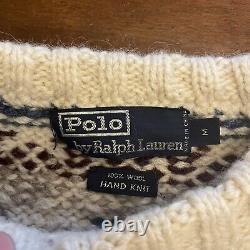 Polo
by Ralph Lauren
M
100% WOOL
HAND KNIT